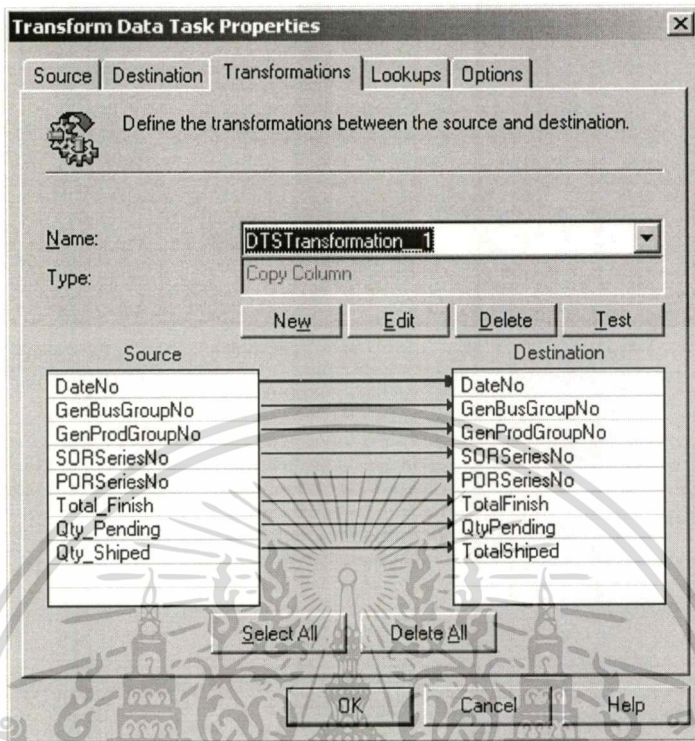 Transform Data Task Properties
Source Destination Transformations Lookups Options
Define the transformations between the source and destination.
Name: DTSTransformation__1
Type: Copy Column
New Edit Delete Test
Source Destination
DateNo DateNo
GenBusGroupNo GenBusGroupNo
GenProdGroupNo GenProdGroupNo
SORSeriesNo SORSeriesNo
PORSeriesNo PORSeriesNo
Total_Finish TotalFinish
Qty_Pending QtyPending
Qty_Shiped TotalShiped
Select All Delete All
OK Cancel Help